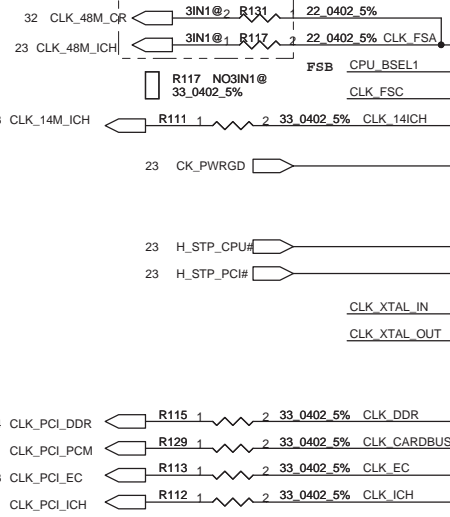 32 CLK_48M_CR 3IN1@ 2 R131 1 22_0402_5%
23 CLK_48M_ICH 3IN1@ 1 R117 2 22_0402_5% CLK_FSA
FSB CPU_BSEL1
R117 NO3IN1@
33_0402_5%
CLK_FSC
CLK_14M_ICH R111 1 2 33_0402_5% CLK_14ICH
23 CK_PWRGD
23 H_STP_CPU#
23 H_STP_PCI#
CLK_XTAL_IN
CLK_XTAL_OUT
CLK_PCI_DDR R115 1 2 33_0402_5% CLK_DDR
CLK_PCI_PCM R129 1 2 33_0402_5% CLK_CARDBUS
CLK_PCI_EC R113 1 2 33_0402_5% CLK_EC
CLK_PCI_ICH R112 1 2 33_0402_5% CLK_ICH